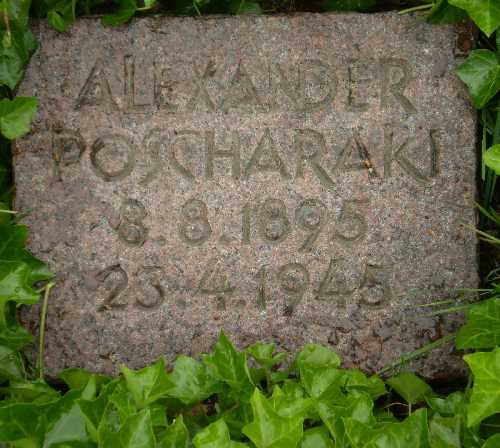 ALEXANDER
POSCHARAKI
8.8.1895
23.4.1945